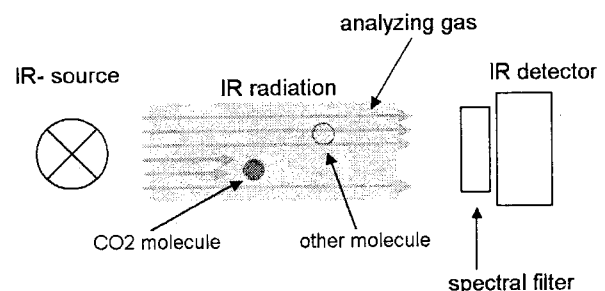 analyzing gas
IR- source
IR radiation
IR detector
CO2 molecule
other molecule
spectral filter